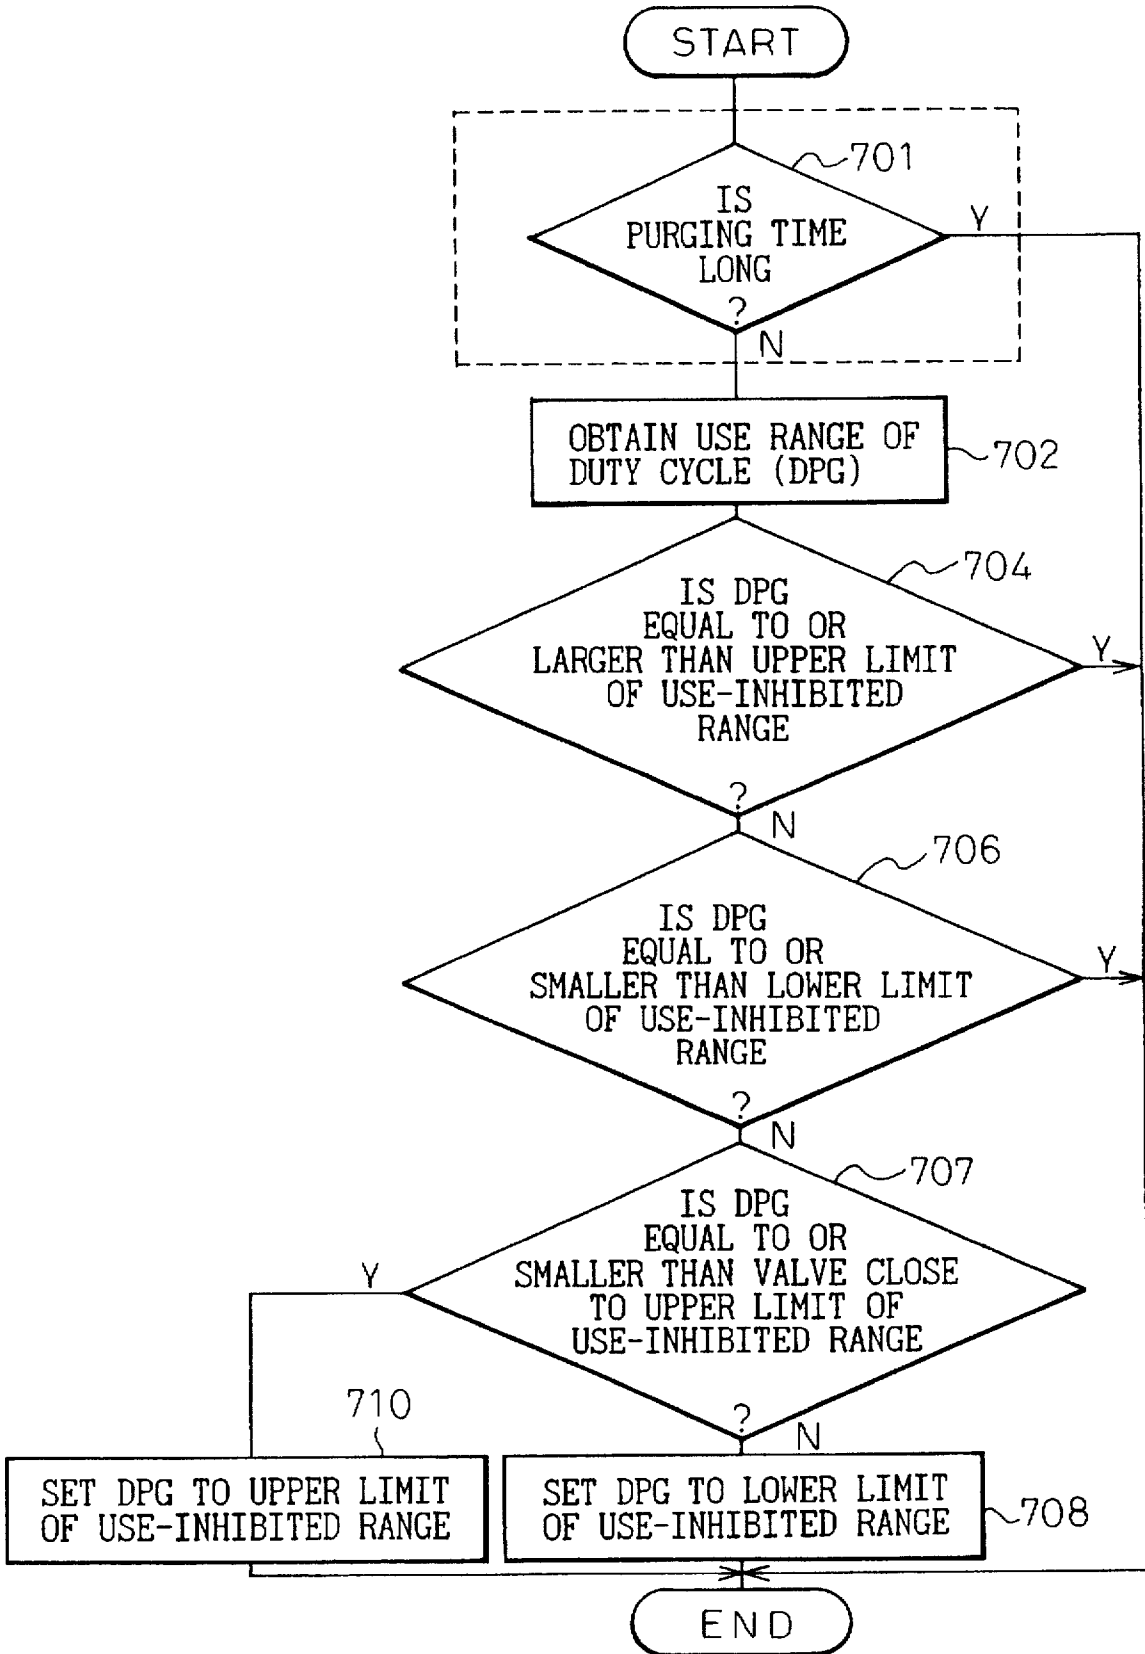 START
701
IS
PURGING TIME
LONG
?
Y
N
OBTAIN USE RANGE OF
DUTY CYCLE (DPG)
702
704
IS DPG
EQUAL TO OR
LARGER THAN UPPER LIMIT
OF USE-INHIBITED
RANGE
?
Y
N
706
IS DPG
EQUAL TO OR
SMALLER THAN LOWER LIMIT
OF USE-INHIBITED
RANGE
?
Y
N
707
IS DPG
EQUAL TO OR
SMALLER THAN VALVE CLOSE
TO UPPER LIMIT OF
USE-INHIBITED RANGE
?
Y
N
710
SET DPG TO UPPER LIMIT
OF USE-INHIBITED RANGE
SET DPG TO LOWER LIMIT
OF USE-INHIBITED RANGE
708
END